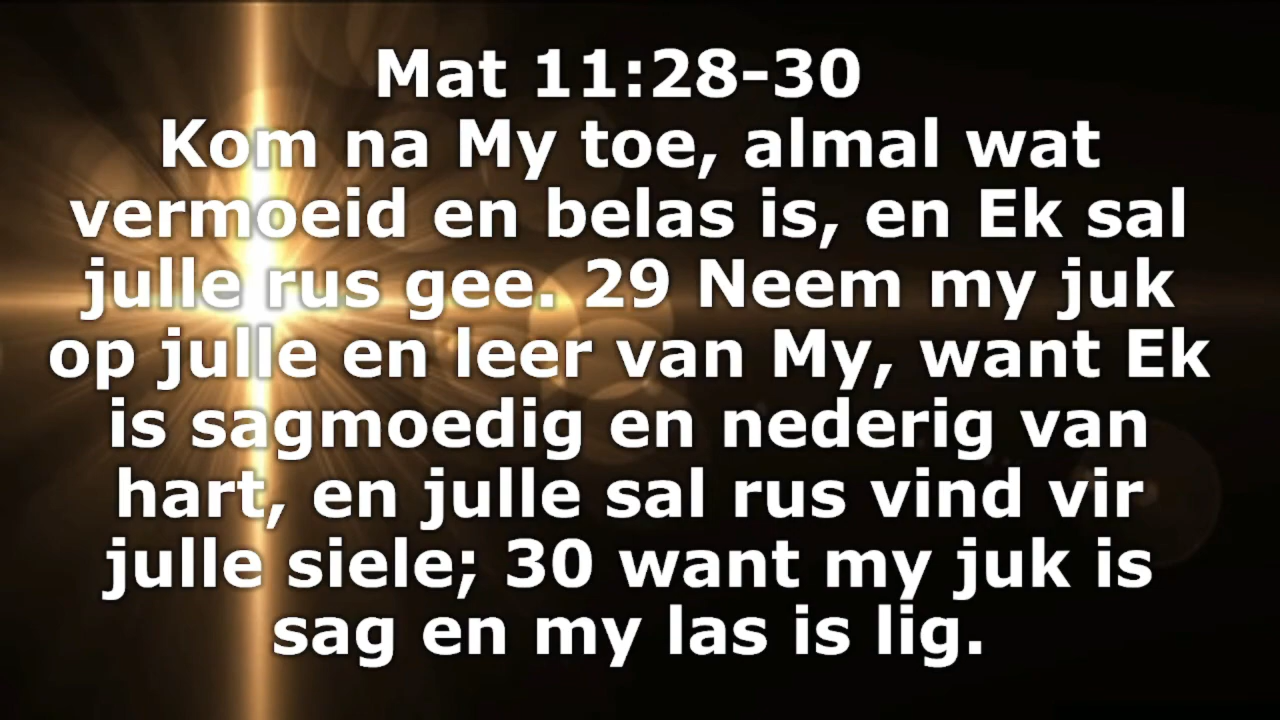 Mat 11:28-30
Kom na My toe, almal wat
vermoeid en belas is, en Ek sal
julle rus gee. 29 Neem my juk
op julle en leer van My, want Ek
is sagmoedig en nederig van
hart, en julle sal rus vind vir
julle siele; 30 want my juk is
sag en my las is lig.